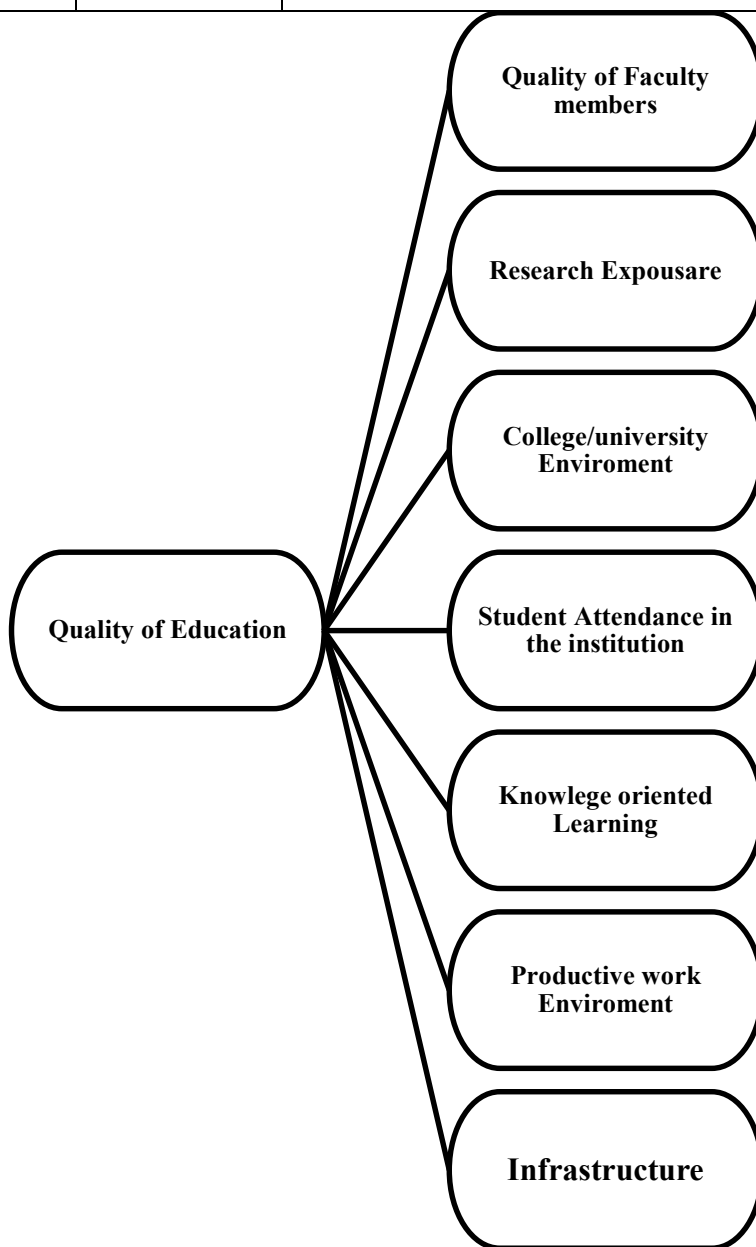 Quality of Faculty
members
Research Expousare
College/university
Enviroment
Quality of Education
Student Attendance in
the institution
Knowlege oriented
Learning
Productive work
Enviroment
Infrastructure